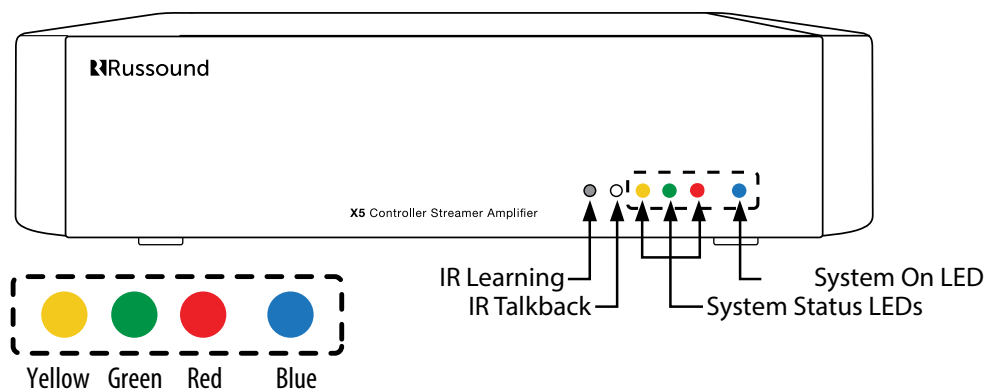 Russound
X5 Controller Streamer Amplifier
IR Learning
System On LED
IR Talkback
System Status LEDs
Yellow Green Red Blue